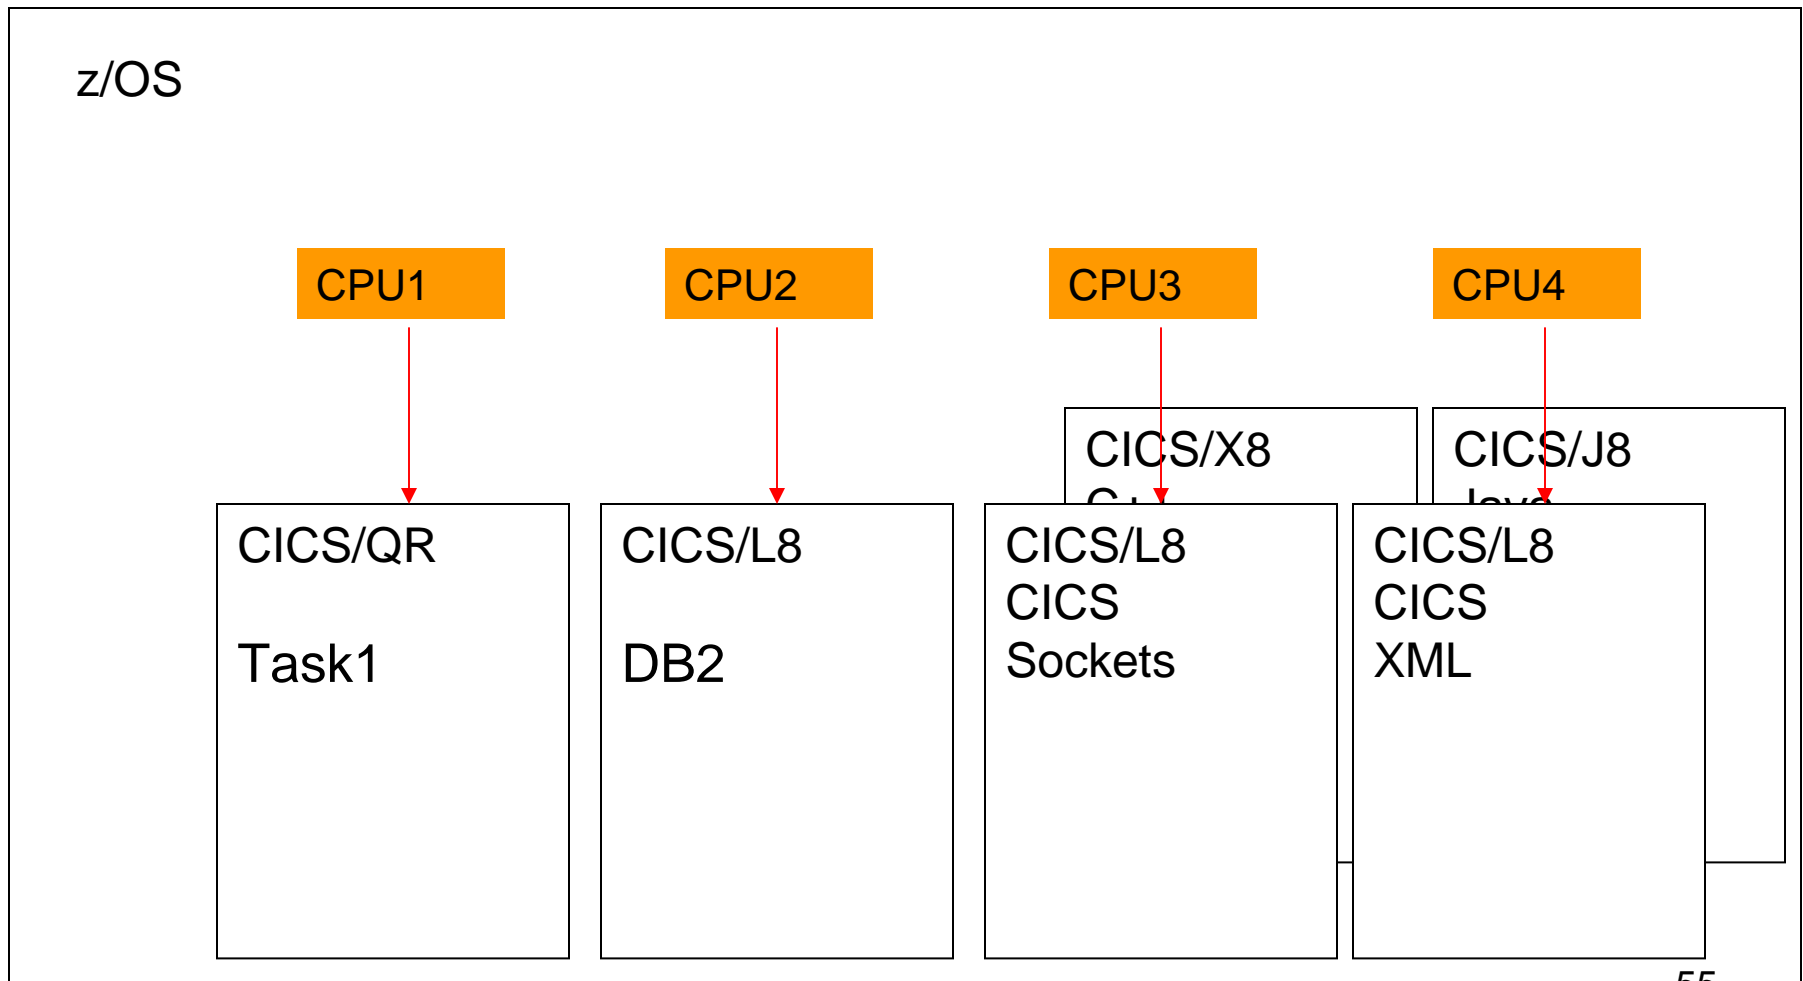 z/OS
CPU1
CPU2
CPU3
CPU4
CICS/X8
CICS/J8
CICS/QR
Task1
CICS/L8
DB2
CICS/L8
CICS
Sockets
CICS/L8
CICS
XML